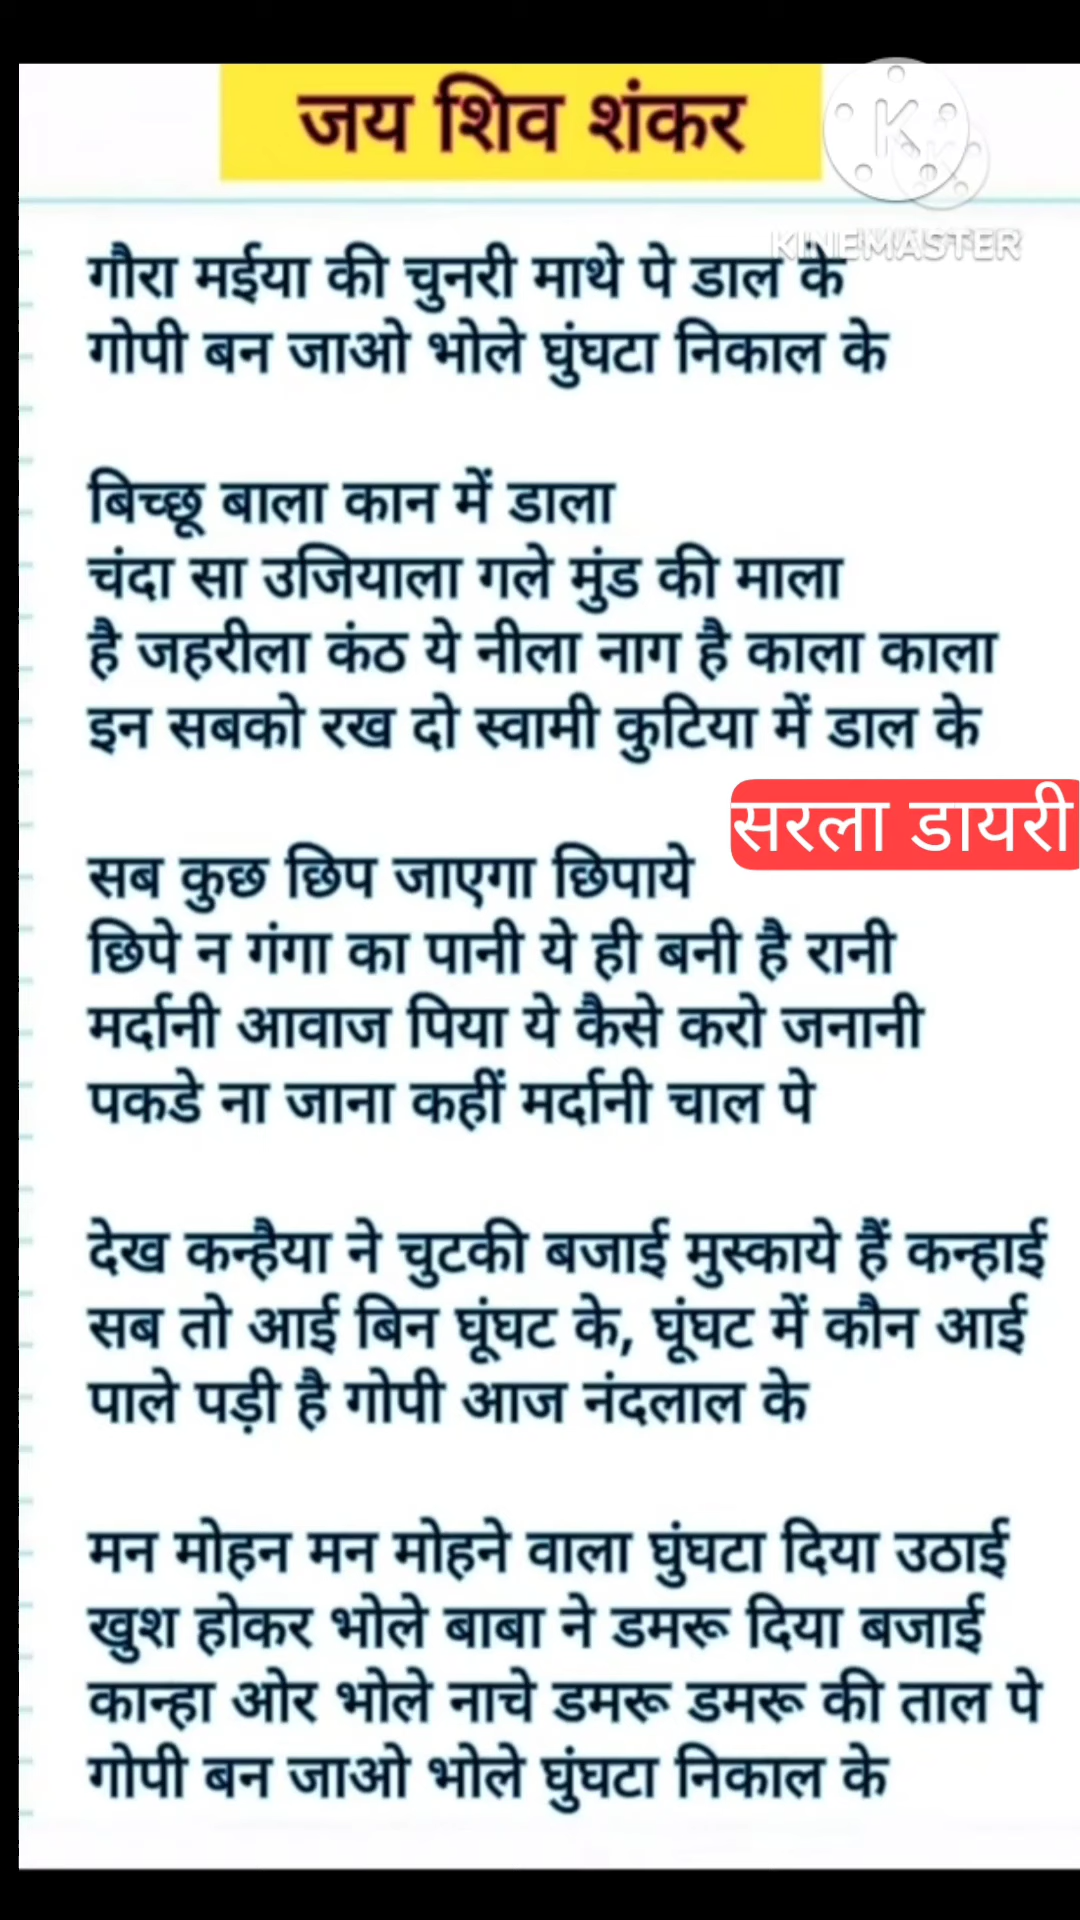 जय शिव शंकर
KINEMASTER
गौरा मईया की चुनरी माथे पे डाल के
गोपी बन जाओ भोले घुंघटा निकाल के
बिच्छू बाला कान में डाला
चंदा सा उजियाला गले मुंड की माला
है जहरीला कंठ ये नीला नाग है काला काला
इन सबको रख दो स्वामी कुटिया में डाल के
सरला डायरी
सब कुछ छिप जाएगा छिपाये
छिपे न गंगा का पानी ये ही बनी है रानी
मर्दानी आवाज पिया ये कैसे करो जनानी
पकडे ना जाना कहीं मर्दानी चाल पे
देख कन्हैया ने चुटकी बजाई मुस्काये हैं कन्हाई
सब तो आई बिन घूंघट के, घूंघट में कौन आई
पाले पड़ी है गोपी आज नंदलाल के
मन मोहन मन मोहने वाला घुंघटा दिया उठाई
खुश होकर भोले बाबा ने डमरू दिया बजाई
कान्हा ओर भोले नाचे डमरू डमरू की ताल पे
गोपी बन जाओ भोले घुंघटा निकाल के